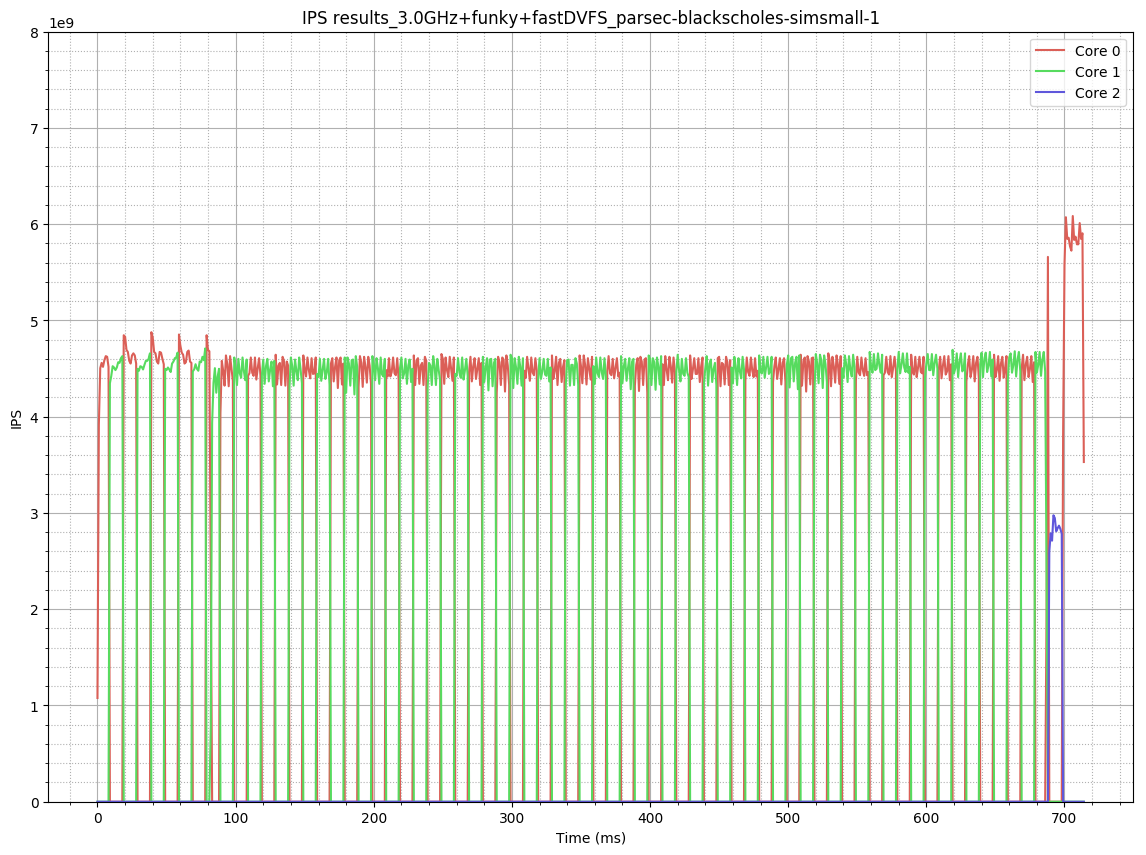 IPS results_3.0GHz+funky+fastDVFS_parsec-blackscholes-simsmall-1
1e9
8
7
6
5
4
3
2
1
0
IPS
Core 0
Core 1
Core 2
0
100
200
300
400
500
600
700
Time (ms)